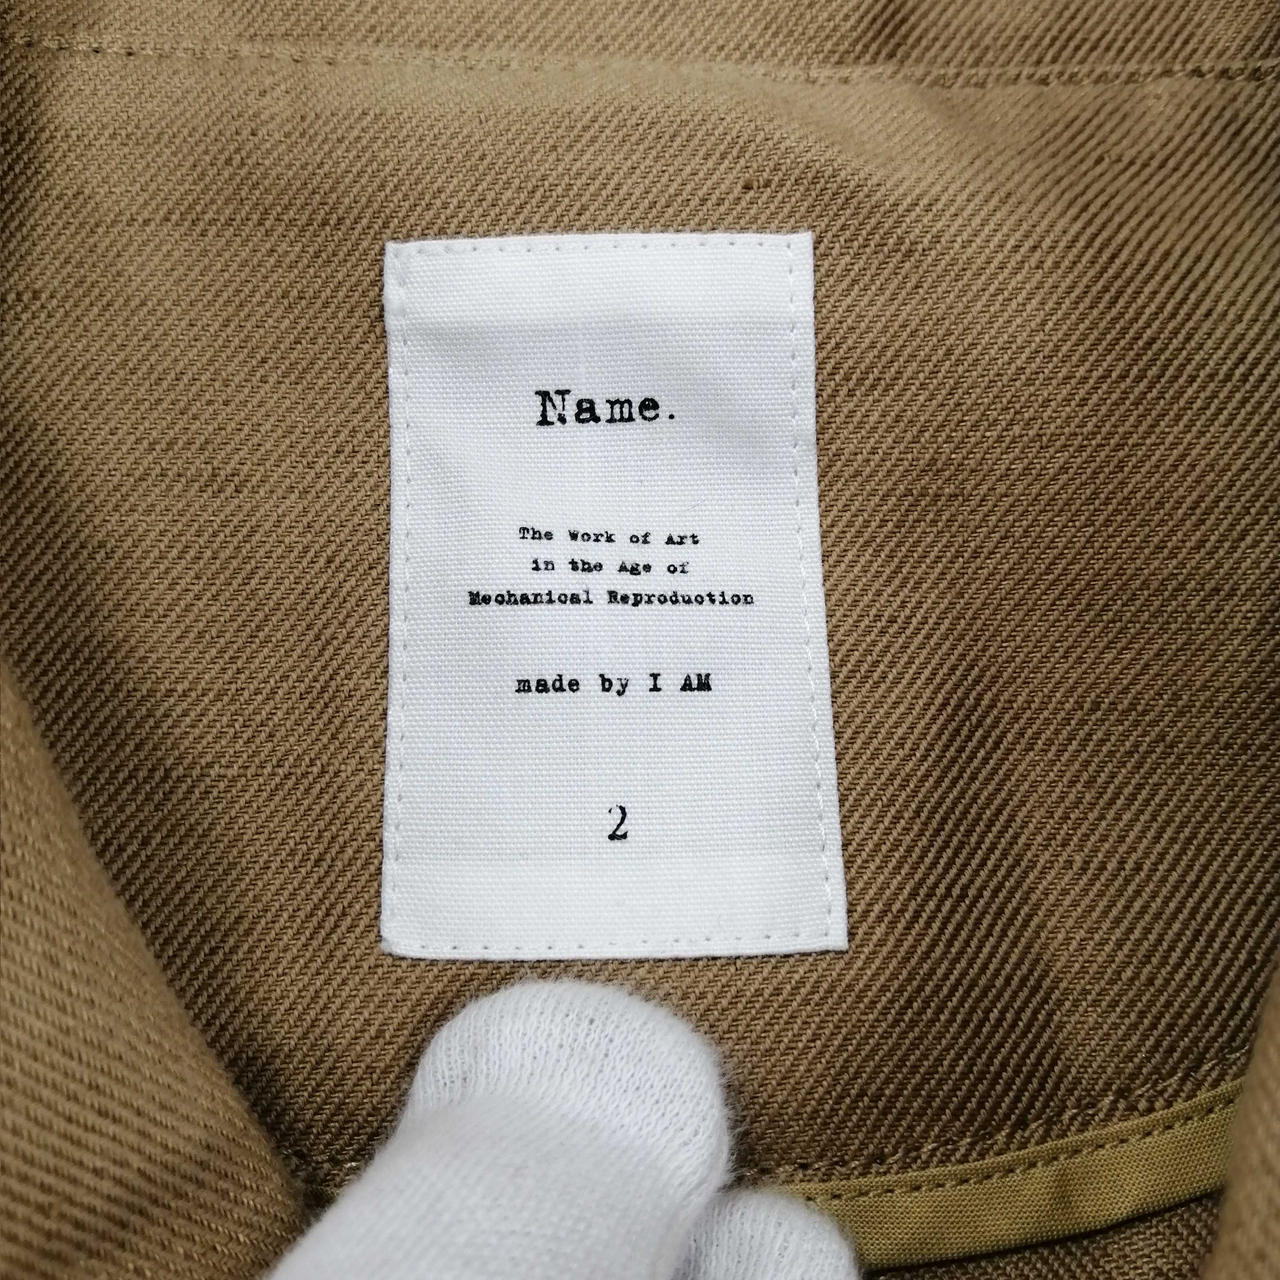 Name.
The Work of Art
in the Age of
Mechanical Reproduction
made by I AM
2